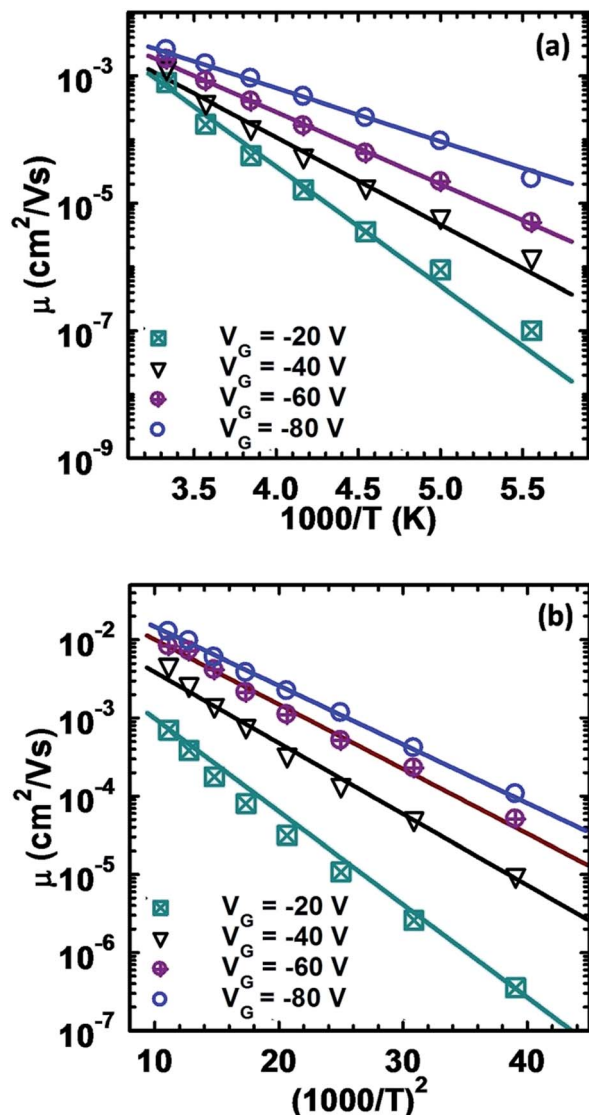 (a)
10⁻³
10⁻⁵
10⁻⁷
10⁻⁹
μ (cm²/Vs)
V_G = -20 V
V_G = -40 V
V_G = -60 V
V_G = -80 V
3.5 4.0 4.5 5.0 5.5
1000/T (K)
(b)
10⁻²
10⁻³
10⁻⁴
10⁻⁵
10⁻⁶
10⁻⁷
μ (cm²/Vs)
V_G = -20 V
V_G = -40 V
V_G = -60 V
V_G = -80 V
10 20 30 40
(1000/T)²